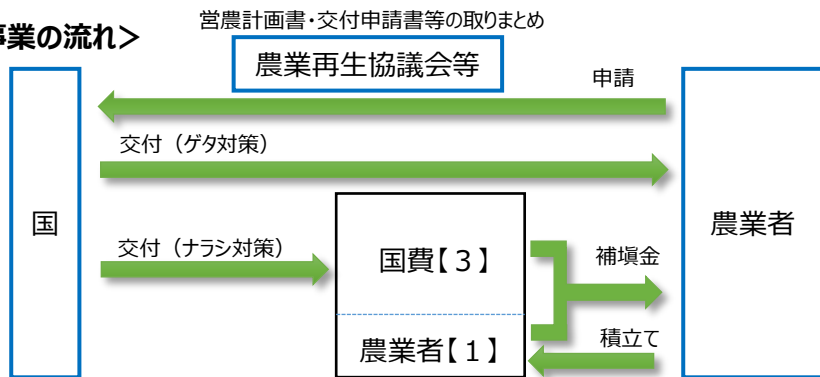 営農計画書・交付申請書等の取りまとめ
事業の流れ＞
農業再生協議会等
申請
交付（ゲタ対策）
国
農業者
交付（ナラシ対策）
国費【３】
補塡金
農業者【１】
積立て